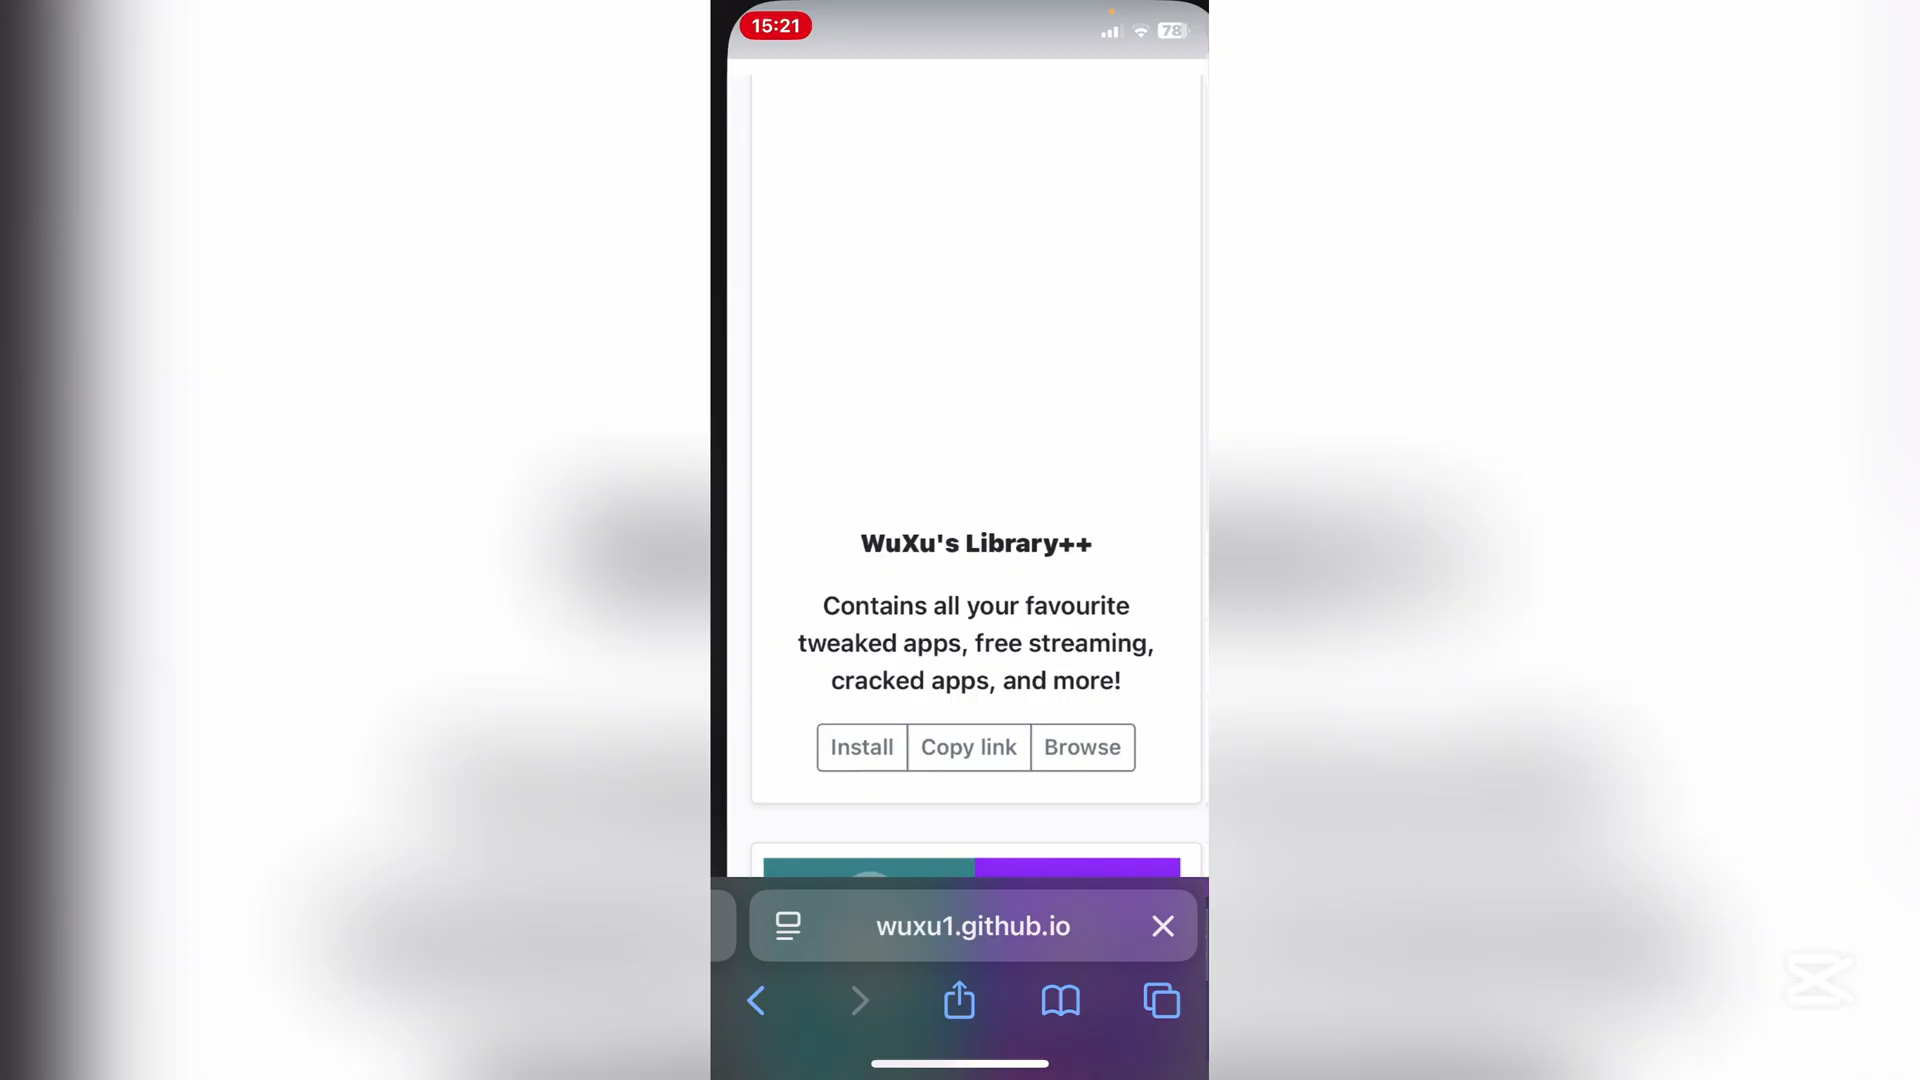 15:21
78
WuXu's Library++
Contains all your favourite
tweaked apps, free streaming,
cracked apps, and more!
Install
Copy link
Browse
wuxu1.github.io